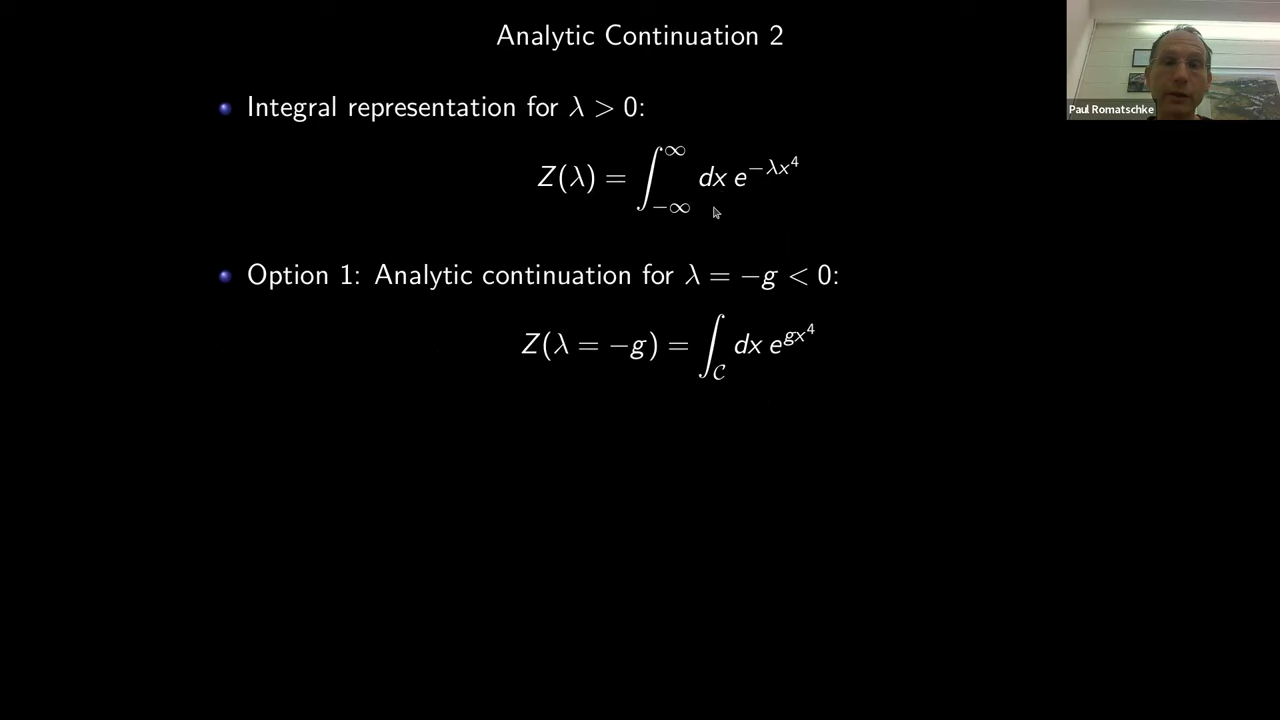 Analytic Continuation 2
Paul Romatschke
Integral representation for λ > 0:
Z(λ) = ∫_{-∞}^{∞} dx e^{-λx^4}
Option 1: Analytic continuation for λ = −g < 0:
Z(λ = −g) = ∫_C dx e^{gx^4}